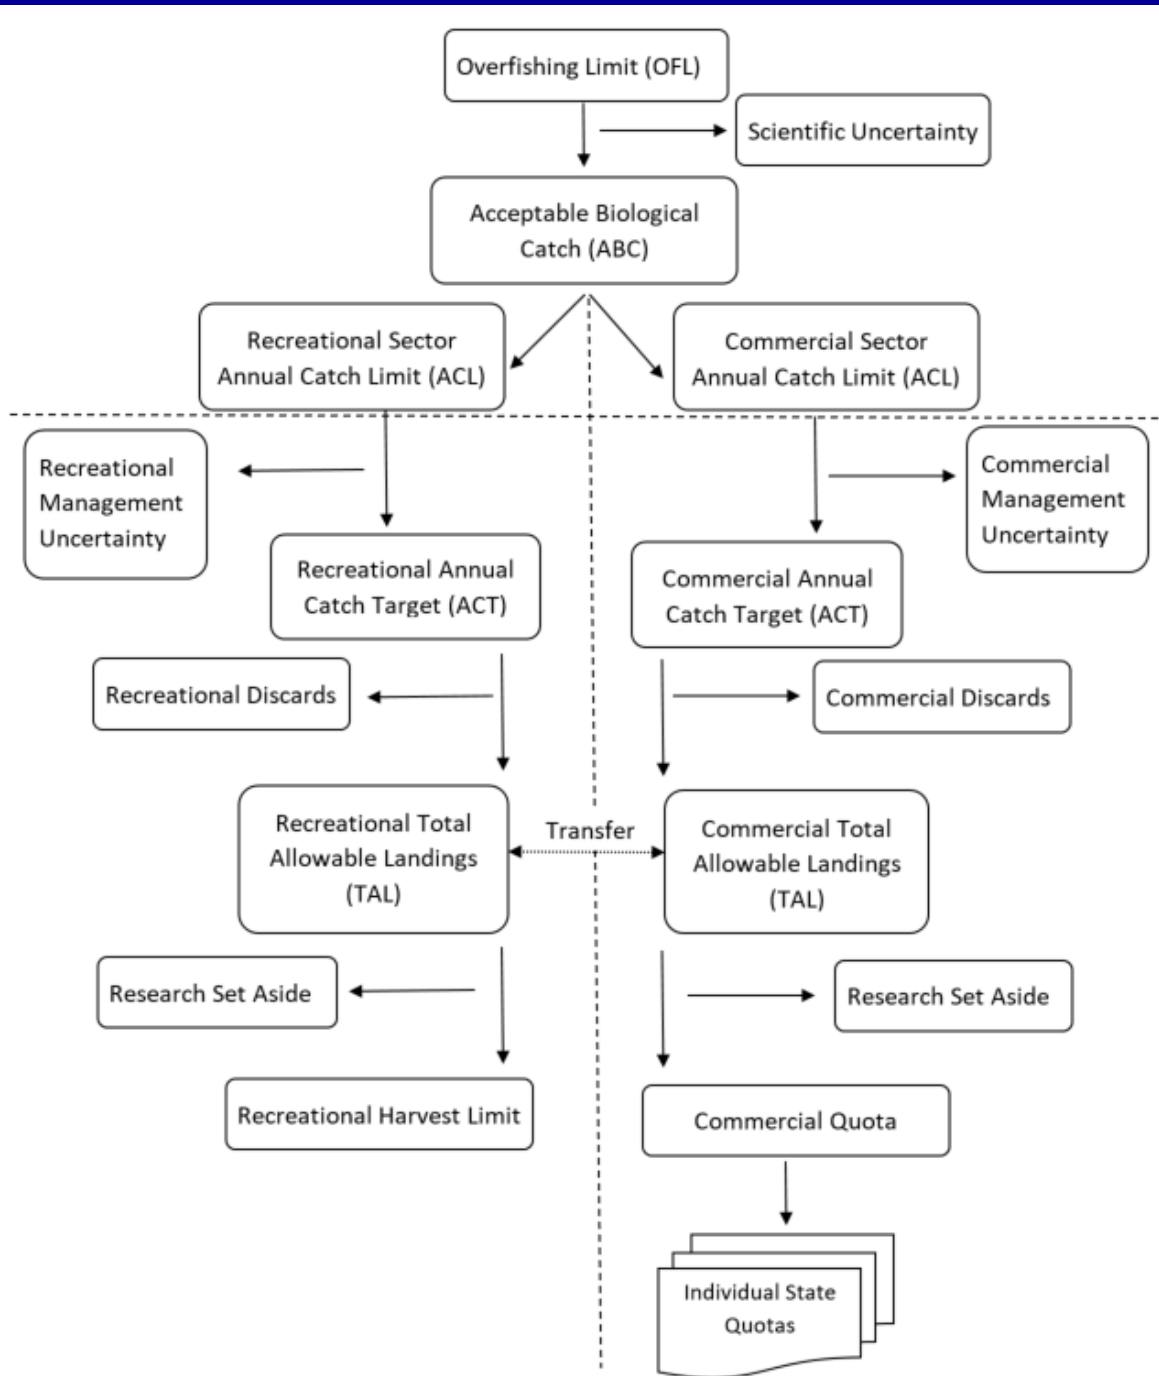 Overfishing Limit (OFL)
Scientific Uncertainty
Acceptable Biological
Catch (ABC)
Recreational Sector
Annual Catch Limit (ACL)
Commercial Sector
Annual Catch Limit (ACL)
Recreational
Management
Uncertainty
Commercial
Management
Uncertainty
Recreational Annual
Catch Target (ACT)
Commercial Annual
Catch Target (ACT)
Recreational Discards
Commercial Discards
Recreational Total
Allowable Landings
(TAL)
Transfer
Commercial Total
Allowable Landings
(TAL)
Research Set Aside
Research Set Aside
Recreational Harvest Limit
Commercial Quota
Individual State
Quotas